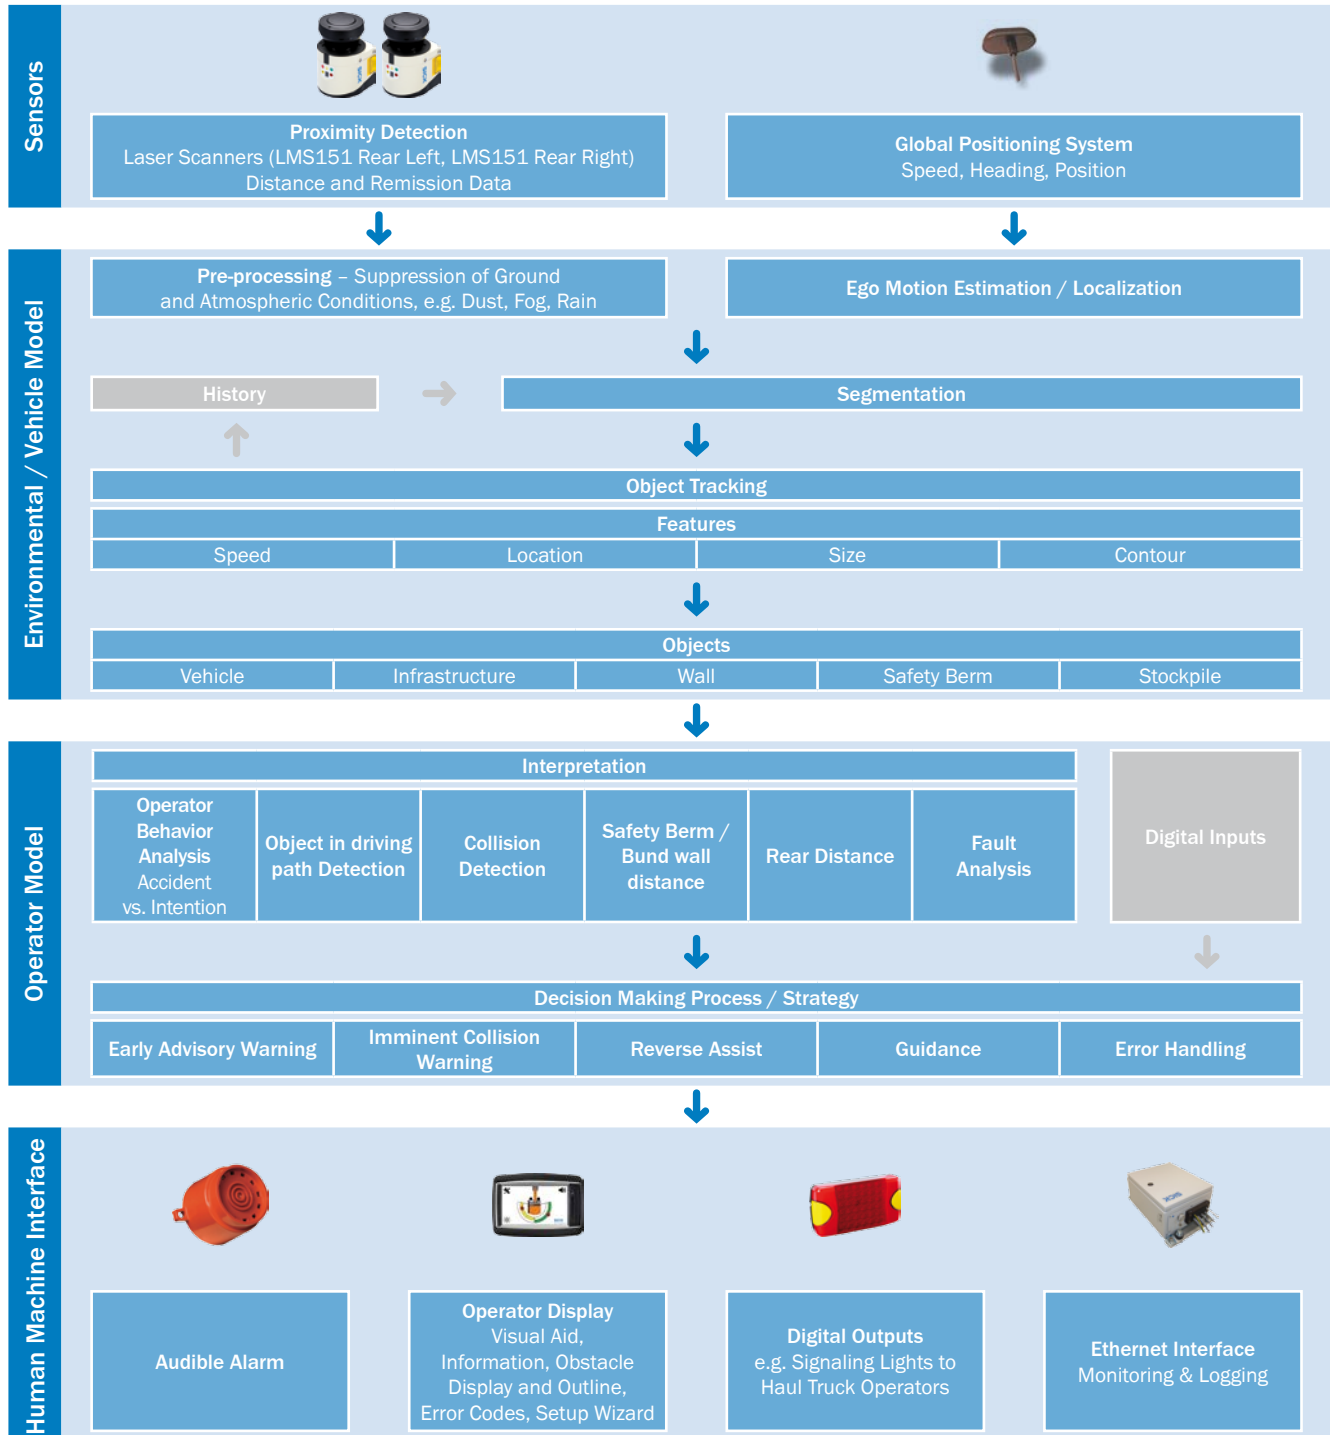 Sensors
Proximity Detection
Laser Scanners (LMS151 Rear Left, LMS151 Rear Right)
Distance and Remission Data
Global Positioning System
Speed, Heading, Position
Environmental / Vehicle Model
Pre-processing – Suppression of Ground
and Atmospheric Conditions, e.g. Dust, Fog, Rain
Ego Motion Estimation / Localization
History
Segmentation
Object Tracking
Features
Speed
Location
Size
Contour
Objects
Vehicle
Infrastructure
Wall
Safety Berm
Stockpile
Operator Model
Interpretation
Operator
Behavior
Analysis
Accident
vs. Intention
Object in driving
path Detection
Collision
Detection
Safety Berm /
Bund wall
distance
Rear Distance
Fault
Analysis
Digital Inputs
Decision Making Process / Strategy
Early Advisory Warning
Imminent Collision
Warning
Reverse Assist
Guidance
Error Handling
Human Machine Interface
SICK
Audible Alarm
Operator Display
Visual Aid,
Information, Obstacle
Display and Outline,
Error Codes, Setup Wizard
Digital Outputs
e.g. Signaling Lights to
Haul Truck Operators
Ethernet Interface
Monitoring & Logging